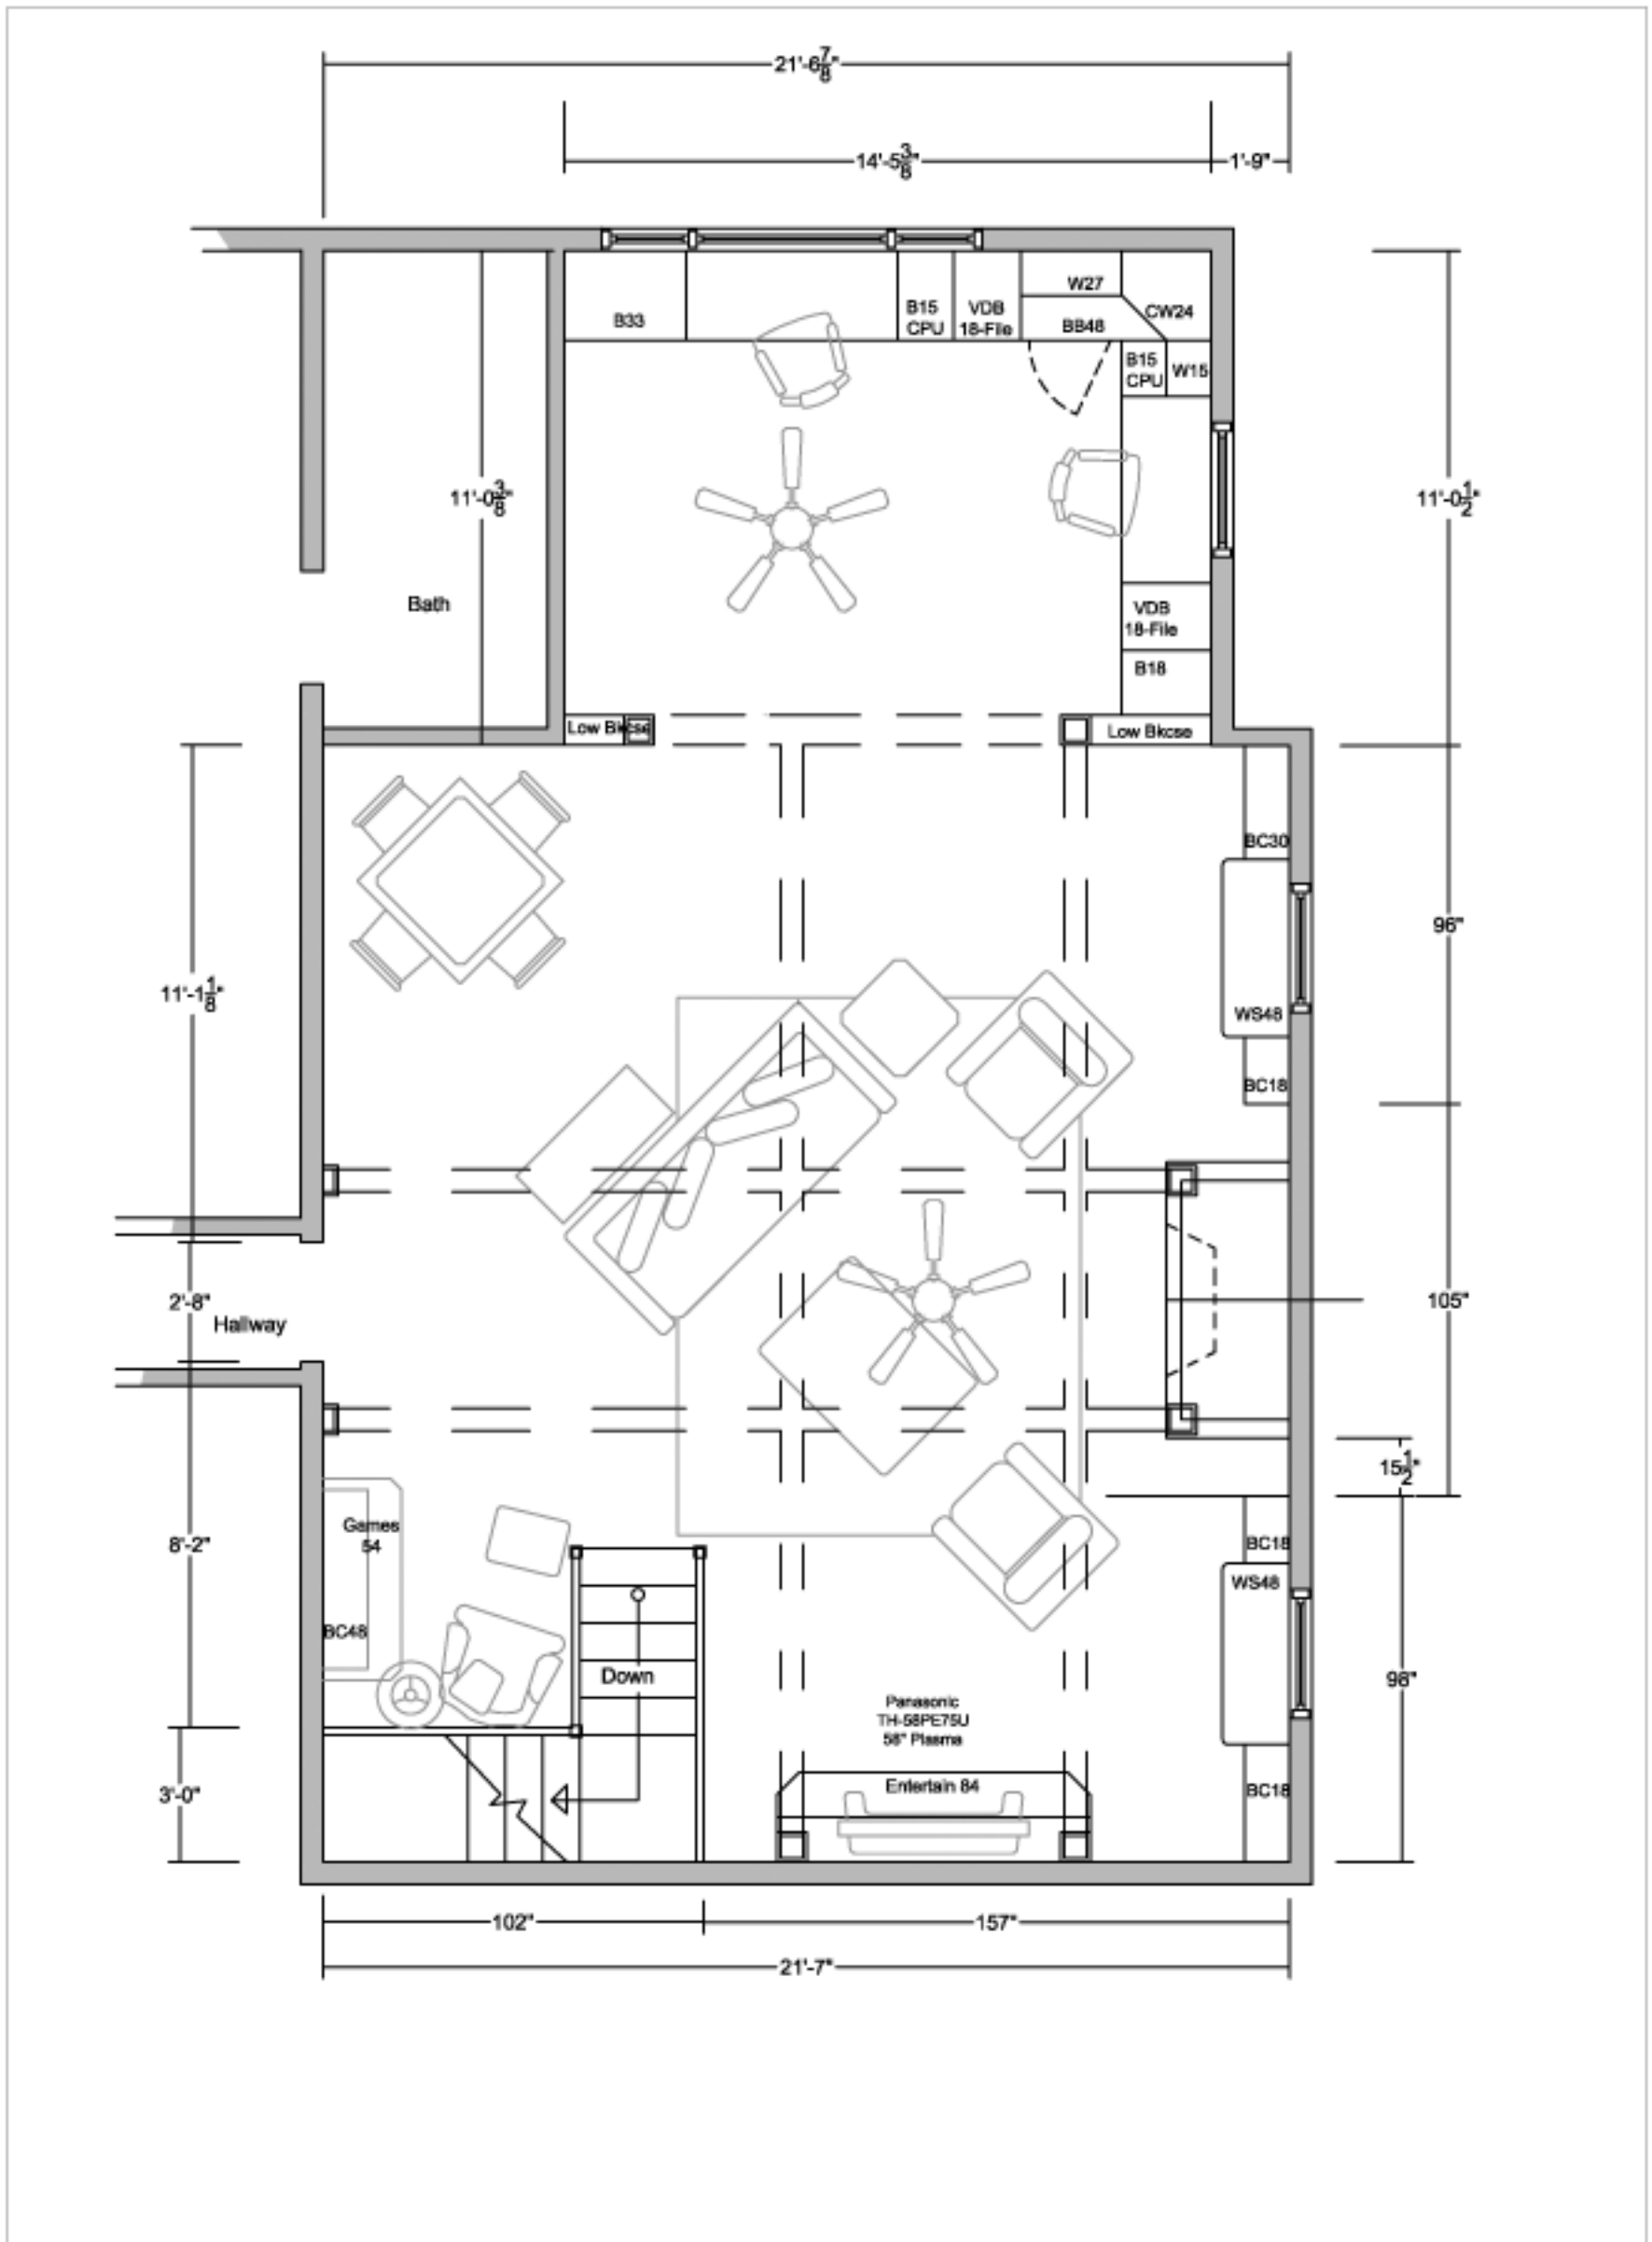 21'-6 7/8"
14'-5 3/8"
1'-9"
W27
B33
B15
CPU
VDB
18-File
BB48
CW24
B15
CPU
W15
11'-0 3/8"
11'-0 1/2"
Bath
VDB
18-File
B18
Low Bkcse
Low Bkcse
BC30
96"
11'-1 1/8"
WS48
BC18
2'-8"
105"
Hallway
15 1/2"
Games
54
8'-2"
BC18
WS48
BC48
Down
98"
Panasonic
TH-58PE75U
58" Plasma
3'-0"
Entertain 84
BC18
102"
157"
21'-7"